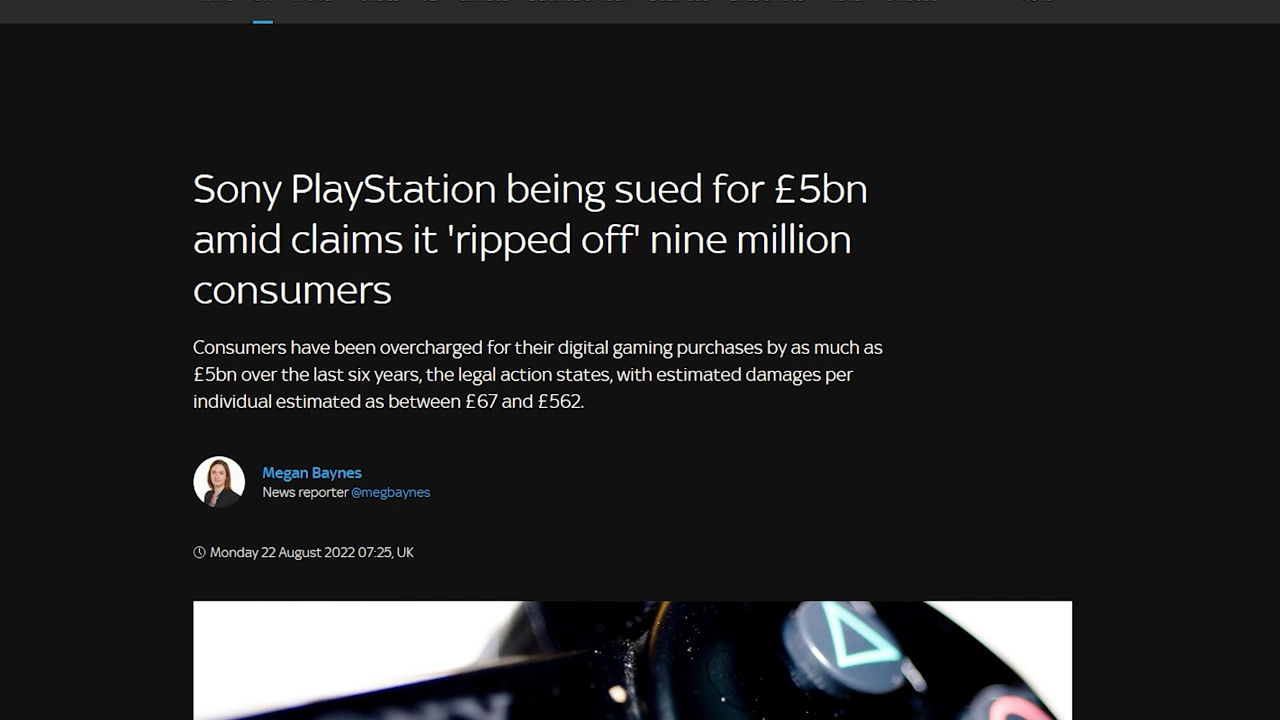 Sony PlayStation being sued for £5bn
amid claims it 'ripped off' nine million
consumers
Consumers have been overcharged for their digital gaming purchases by as much as
£5bn over the last six years, the legal action states, with estimated damages per
individual estimated as between £67 and £562.
Megan Baynes
News reporter @megbaynes
Monday 22 August 2022 07:25, UK